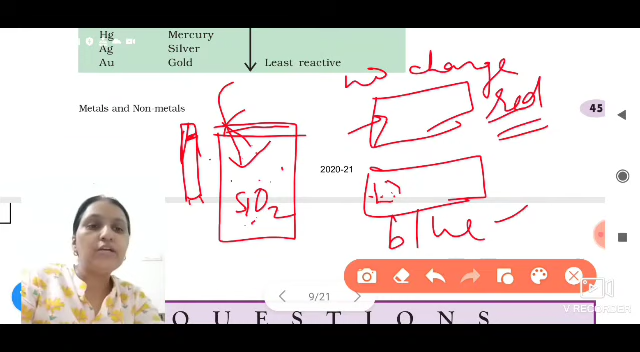 Hg Mercury
Ag Silver
Au Gold Least reactive
no change
red
Metals and Non-metals
45
2020-21
SiO2
blue
9/21
V RECORDER
QUESTIONS